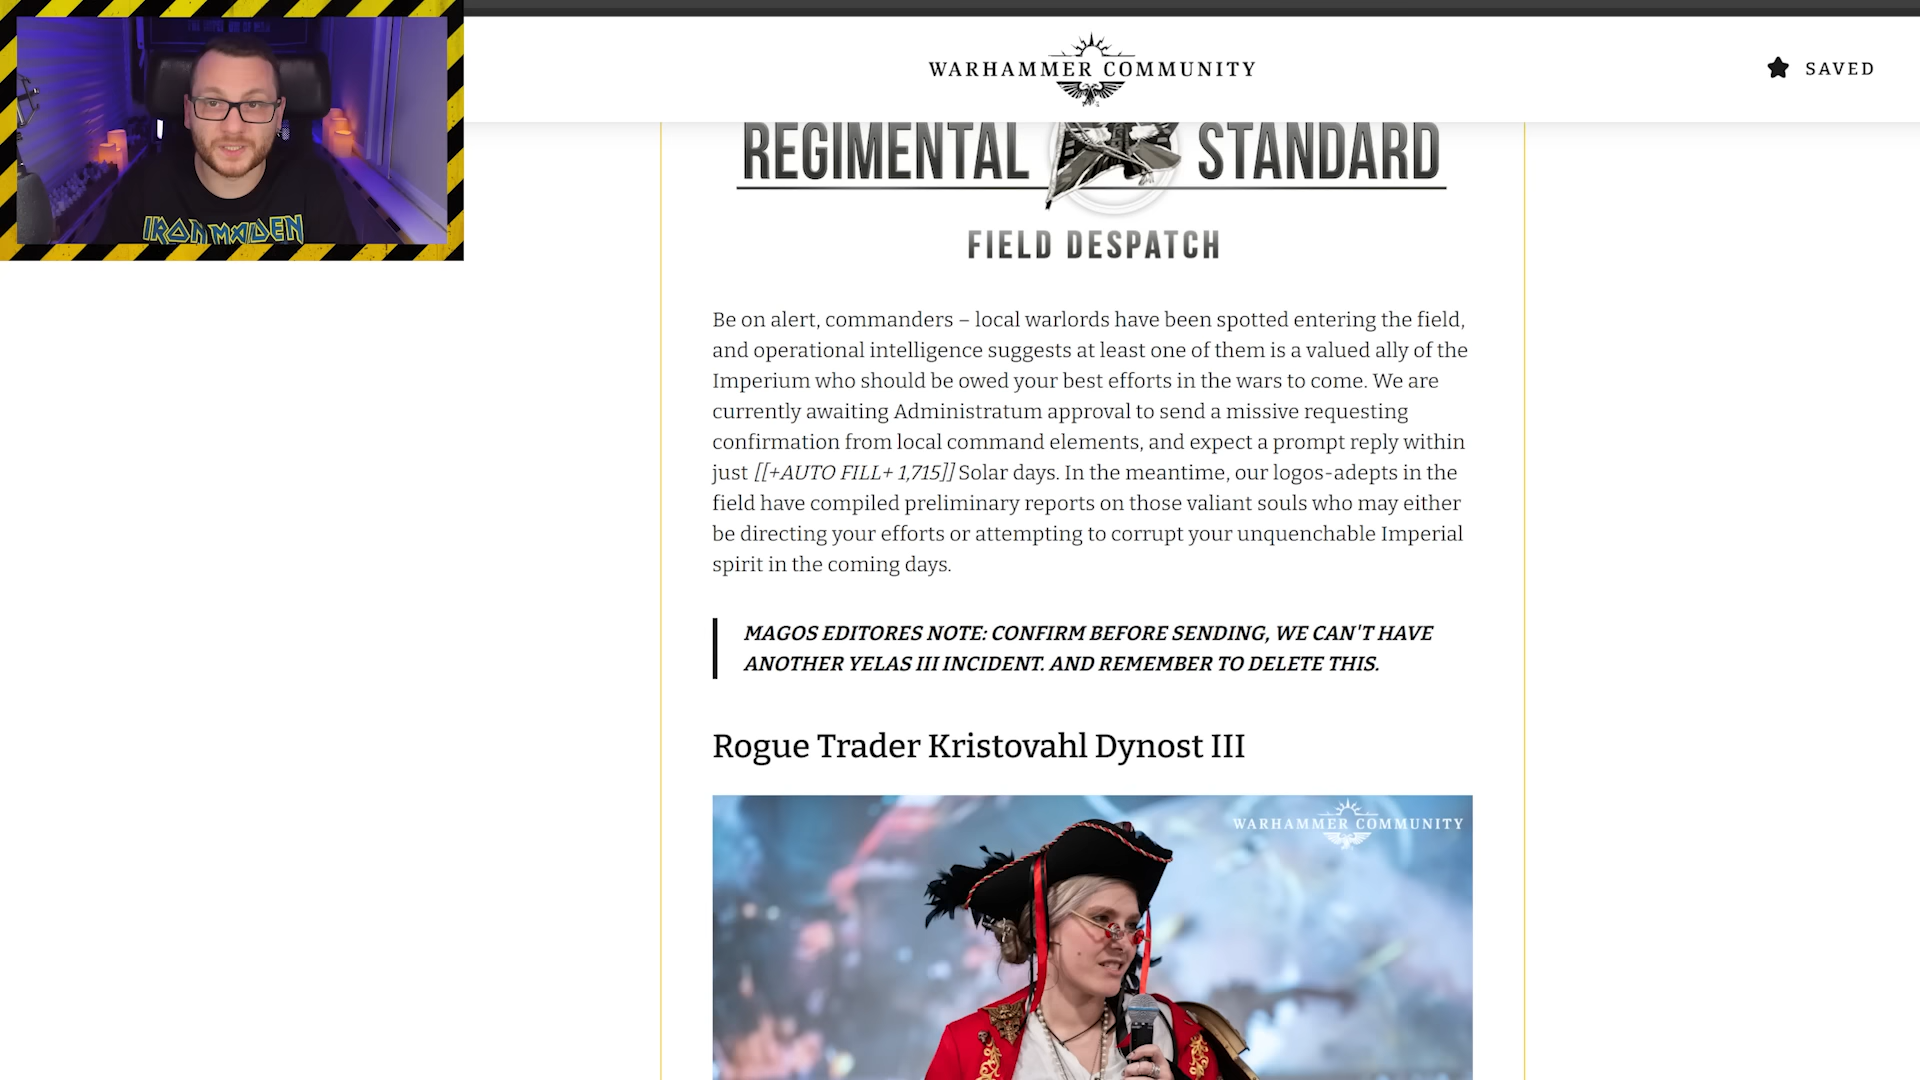 IRON MAIDEN
WARHAMMER COMMUNITY
SAVED
REGIMENTAL STANDARD
FIELD DESPATCH
Be on alert, commanders – local warlords have been spotted entering the field,
and operational intelligence suggests at least one of them is a valued ally of the
Imperium who should be owed your best efforts in the wars to come. We are
currently awaiting Administratum approval to send a missive requesting
confirmation from local command elements, and expect a prompt reply within
just [[+AUTO FILL+ 1,715]] Solar days. In the meantime, our logos-adepts in the
field have compiled preliminary reports on those valiant souls who may either
be directing your efforts or attempting to corrupt your unquenchable Imperial
spirit in the coming days.
MAGOS EDITORES NOTE: CONFIRM BEFORE SENDING, WE CAN'T HAVE
ANOTHER YELAS III INCIDENT. AND REMEMBER TO DELETE THIS.
Rogue Trader Kristovahl Dynost III
WARHAMMER COMMUNITY